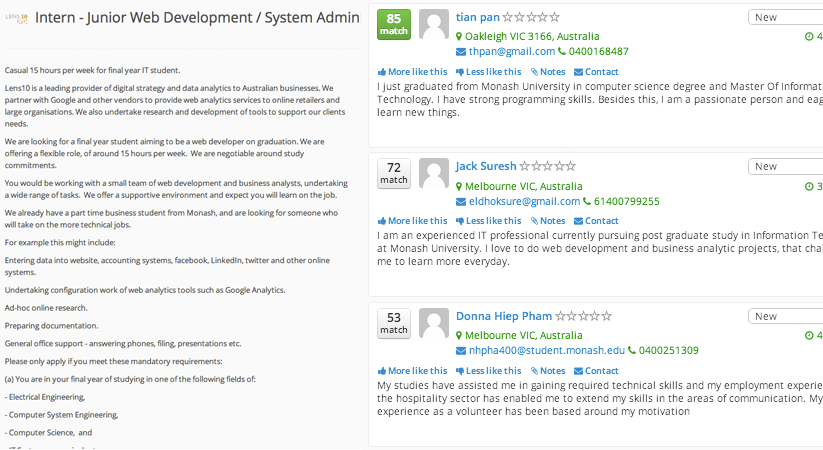 LENS10
Intern - Junior Web Development / System Admin
Casual 15 hours per week for final year IT student.
Lens10 is a leading provider of digital strategy and data analytics to Australian businesses. We
partner with Google and other vendors to provide web analytics services to online retailers and
large organisations. We also undertake research and development of tools to support our clients
needs.
We are looking for a final year student aiming to be a web developer on graduation. We are
offering a flexible role, of around 15 hours per week.  We are negotiable around study
commitments.
You would be working with a small team of web development and business analysts, undertaking
a wide range of tasks.  We offer a supportive environment and expect you will learn on the job.
We already have a part time business student from Monash, and are looking for someone who
will take on the more technical jobs.
For example this might include:
Entering data into website, accounting systems, facebook, LinkedIn, twitter and other online
systems.
Undertaking configuration work of web analytics tools such as Google Analytics.
Ad-hoc online research.
Preparing documentation.
General office support - answering phones, filing, presentations etc.
Please only apply if you meet these mandatory requirements:
(a) You are in your final year of studying in one of the following fields of:
- Electrical Engineering,
- Computer System Engineering,
- Computer Science,  and
85 match
tian pan
New
Oakleigh VIC 3166, Australia
4
thpan@gmail.com 0400168487
More like this Less like this Notes Contact
I just graduated from Monash University in computer science degree and Master Of Informati
Technology. I have strong programming skills. Besides this, I am a passionate person and eag
learn new things.
72 match
Jack Suresh
New
Melbourne VIC, Australia
3
eldhoksure@gmail.com 61400799255
More like this Less like this Notes Contact
I am an experienced IT professional currently pursuing post graduate study in Information Te
at Monash University. I love to do web development and business analytic projects, that cha
me to learn more everyday.
53 match
Donna Hiep Pham
New
Melbourne VIC, Australia
4
nhpha400@student.monash.edu 0400251309
More like this Less like this Notes Contact
My studies have assisted me in gaining required technical skills and my employment experie
the hospitality sector has enabled me to extend my skills in the areas of communication. My
experience as a volunteer has been based around my motivation